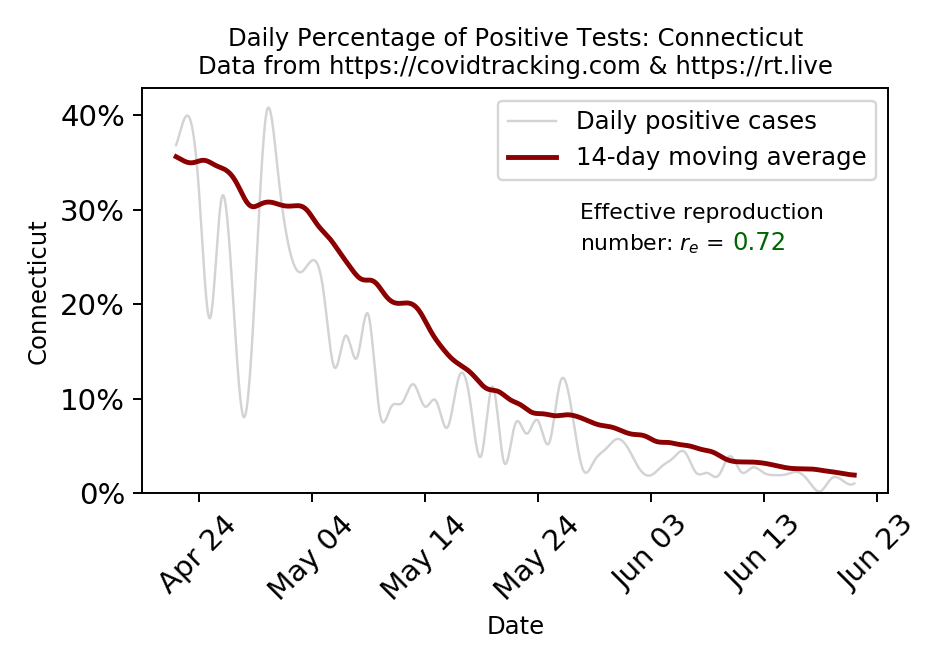 Daily Percentage of Positive Tests: Connecticut
Data from https://covidtracking.com & https://rt.live
Daily positive cases
14-day moving average
Effective reproduction
number: rₑ = 0.72
40%
30%
20%
10%
0%
Connecticut
Apr 24
May 04
May 14
May 24
Jun 03
Jun 13
Jun 23
Date